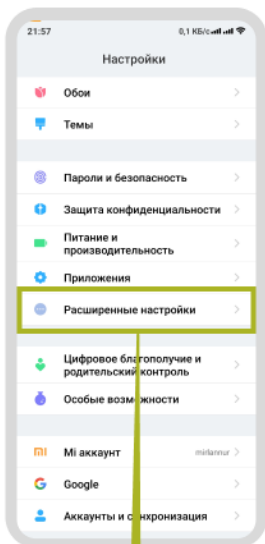 21:57 0,1 КБ/с
Настройки
Обои
Темы
Пароли и безопасность
Защита конфиденциальности
Питание и
производительность
Приложения
Расширенные настройки
Цифровое благополучие и
родительский контроль
Особые возможности
Mi аккаунт mirlannur
Google
Аккаунты и синхронизация